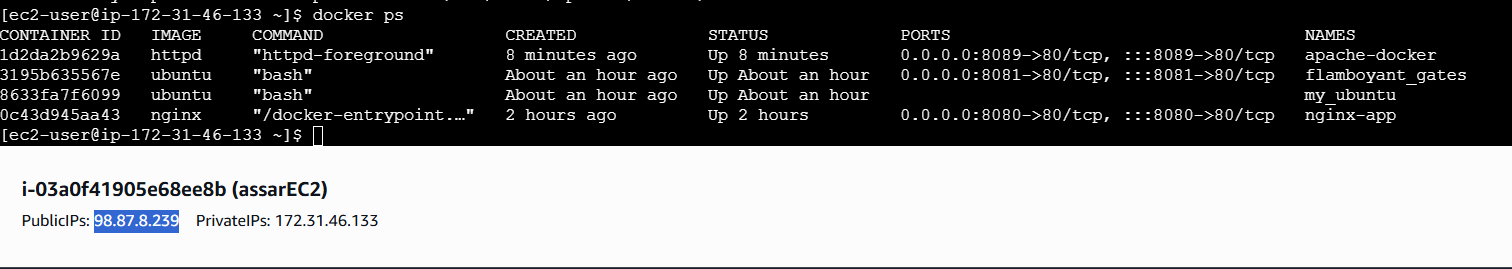 [ec2-user@ip-172-31-46-133 ~]$ docker ps
CONTAINER ID   IMAGE   COMMAND   CREATED   STATUS   PORTS   NAMES
1d2da2b9629a   httpd   "httpd-foreground"   8 minutes ago   Up 8 minutes   0.0.0.0:8089->80/tcp, :::8089->80/tcp   apache-docker
3195b635567e   ubuntu   "bash"   About an hour ago   Up About an hour   0.0.0.0:8081->80/tcp, :::8081->80/tcp   flamboyant_gates
8633fa7f6099   ubuntu   "bash"   About an hour ago   Up About an hour   my_ubuntu
0c43d945aa43   nginx   "/docker-entrypoint.…"   2 hours ago   Up 2 hours   0.0.0.0:8080->80/tcp, :::8080->80/tcp   nginx-app
[ec2-user@ip-172-31-46-133 ~]$
i-03a0f41905e68ee8b (assarEC2)
PublicIPs: 98.87.8.239   PrivateIPs: 172.31.46.133